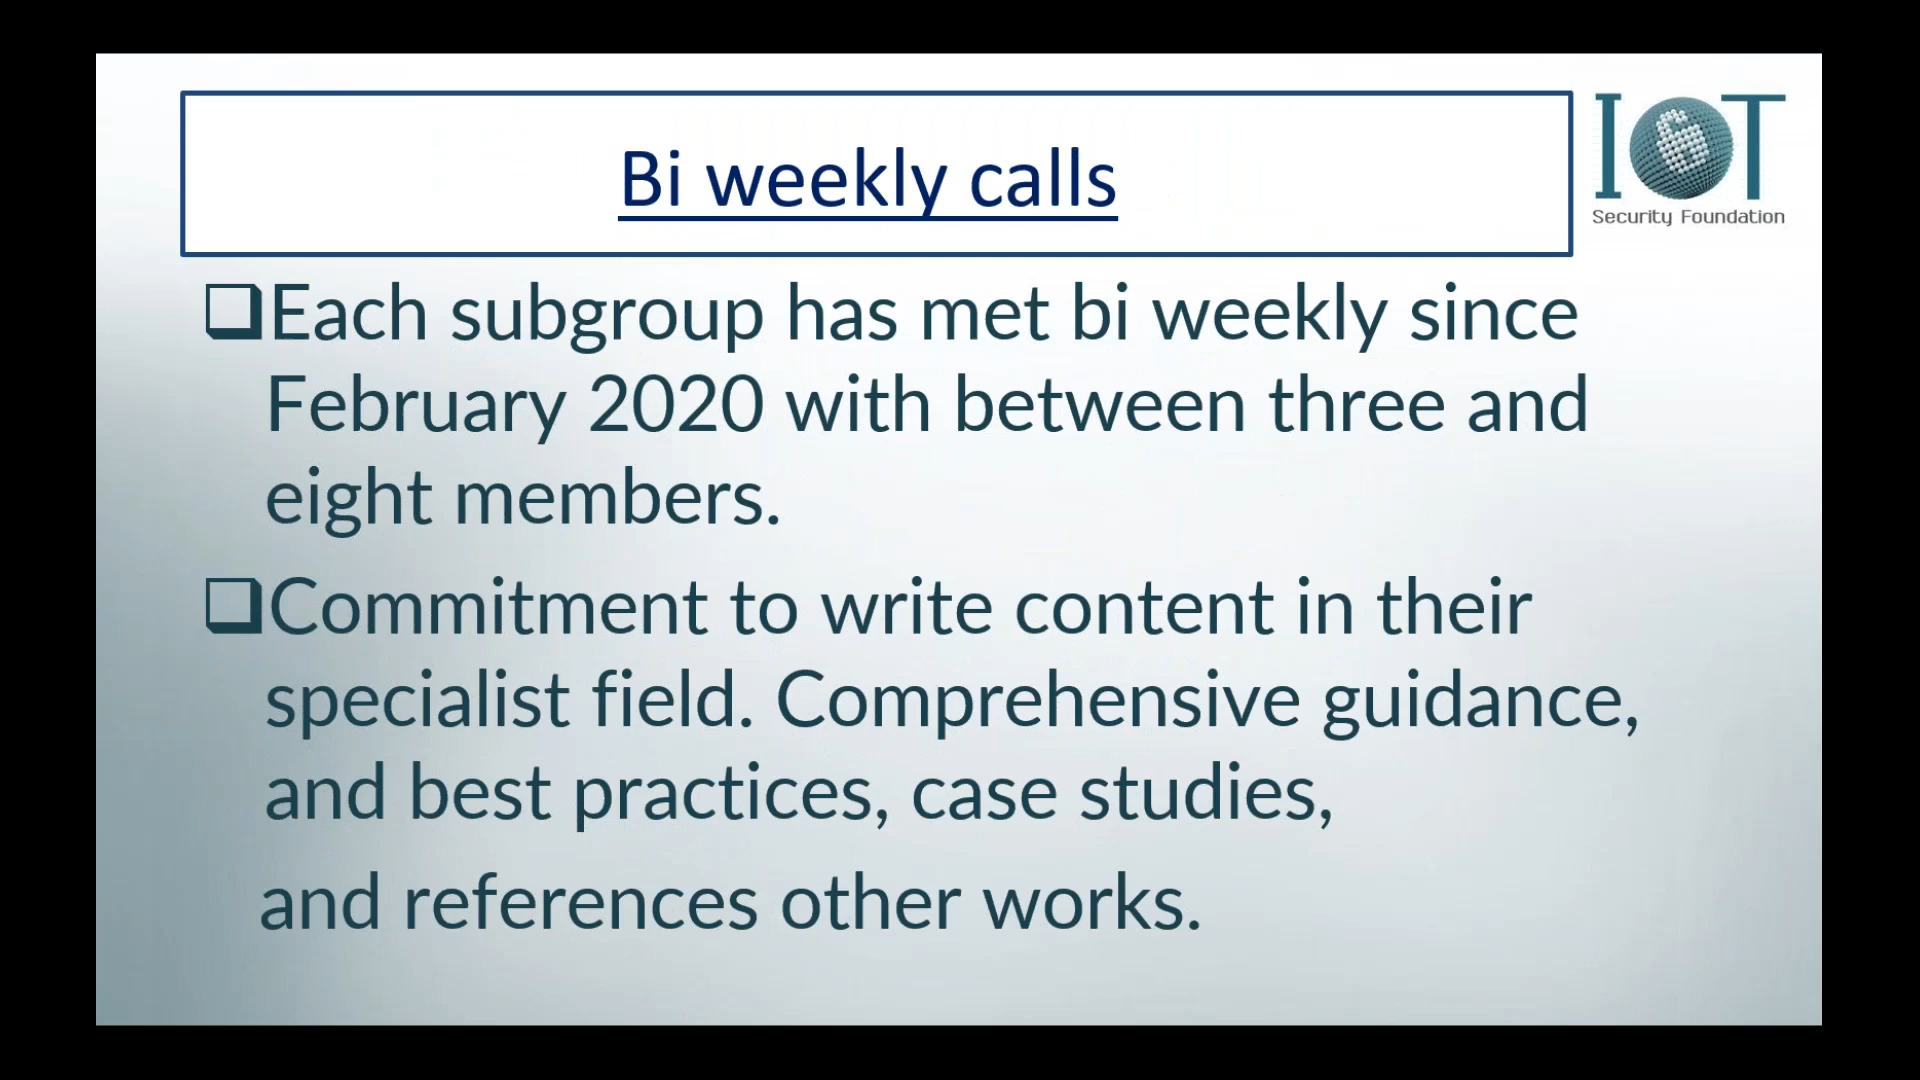 Bi weekly calls
IOT
Security Foundation
Each subgroup has met bi weekly since
February 2020 with between three and
eight members.
Commitment to write content in their
specialist field. Comprehensive guidance,
and best practices, case studies,
and references other works.